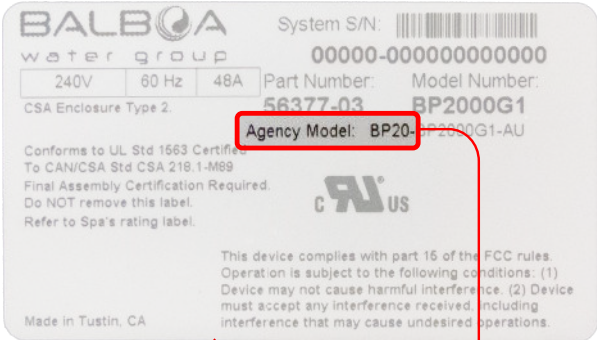 BALBOA
water group
System S/N:
00000-000000000000
240V 60 Hz 48A
Part Number: Model Number:
56377-03 BP2000G1
CSA Enclosure Type 2.
Agency Model: BP20-BP2000G1-AU
Conforms to UL Std 1563 Certified
To CAN/CSA Std CSA 218.1-M89
Final Assembly Certification Required.
Do NOT remove this label.
Refer to Spa's rating label.
c RU® US
This device complies with part 15 of the FCC rules.
Operation is subject to the following conditions: (1)
Device may not cause harmful interference. (2) Device
must accept any interference received, including
interference that may cause undesired operations.
Made in Tustin, CA